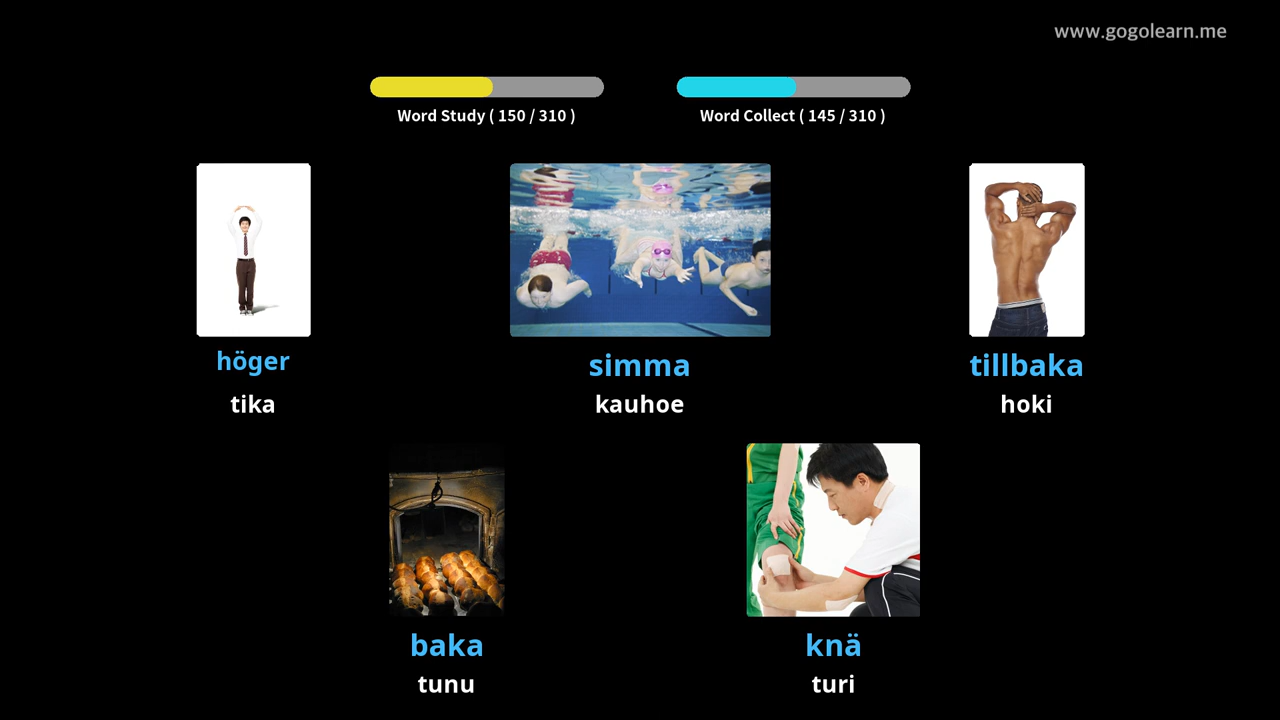 www.gogolearn.me
Word Study ( 150 / 310 )
Word Collect ( 145 / 310 )
höger
simma
tillbaka
tika
kauhoe
hoki
baka
knä
tunu
turi